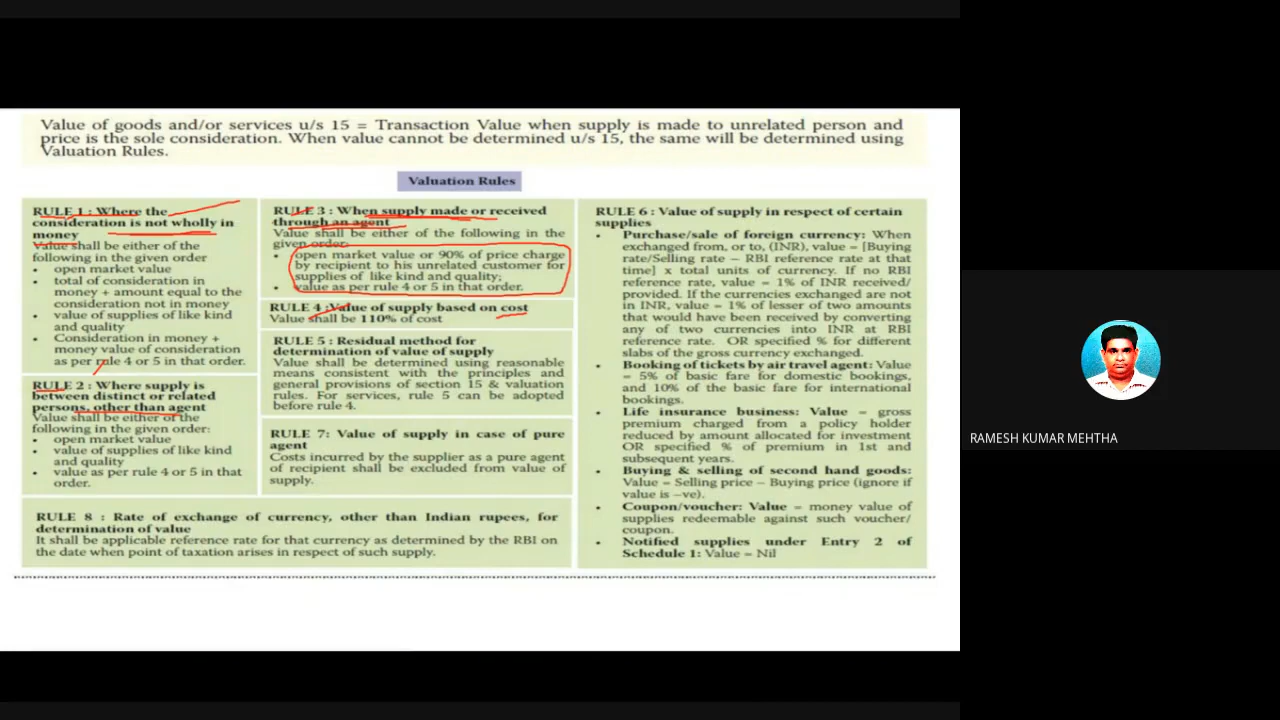 Value of goods and/or services u/s 15 = Transaction Value when supply is made to unrelated person and
price is the sole consideration. When value cannot be determined u/s 15, the same will be determined using
Valuation Rules.
Valuation Rules
RULE 1 : Where the
consideration is not wholly in
money
Value shall be either of the
following in the given order
• open market value
• total of consideration in
money + amount equal to the
consideration not in money
• value of supplies of like kind
and quality
• Consideration in money +
money value of consideration
as per rule 4 or 5 in that order.
RULE 2 : Where supply is
between distinct or related
persons, other than agent
Value shall be either of the
following in the given order:
• open market value
• value of supplies of like kind
and quality
• value as per rule 4 or 5 in that
order.
RULE 3 : When supply made or received
through an agent
Value shall be either of the following in the
given order:
• open market value or 90% of price charge
by recipient to his unrelated customer for
supplies of like kind and quality;
• value as per rule 4 or 5 in that order.
RULE 4 :Value of supply based on cost
Value shall be 110% of cost
RULE 5 : Residual method for
determination of value of supply
Value shall be determined using reasonable
means consistent with the principles and
general provisions of section 15 & valuation
rules. For services, rule 5 can be adopted
before rule 4.
RULE 7: Value of supply in case of pure
agent
Costs incurred by the supplier as a pure agent
of recipient shall be excluded from value of
supply.
RULE 8 : Rate of exchange of currency, other than Indian rupees, for
determination of value
It shall be applicable reference rate for that currency as determined by the RBI on
the date when point of taxation arises in respect of such supply.
RULE 6 : Value of supply in respect of certain
supplies
• Purchase/sale of foreign currency: When
exchanged from, or to, (INR), value = [Buying
rate/Selling rate – RBI reference rate at that
time] x total units of currency. If no RBI
reference rate, value = 1% of INR received/
provided. If the currencies exchanged are not
in INR, value = 1% of lesser of two amounts
that would have been received by converting
any of two currencies into INR at RBI
reference rate. OR specified % for different
slabs of the gross currency exchanged.
• Booking of tickets by air travel agent: Value
= 5% of basic fare for domestic bookings,
and 10% of the basic fare for international
bookings.
• Life insurance business: Value = gross
premium charged from a policy holder
reduced by amount allocated for investment
OR specified % of premium in 1st and
subsequent years.
• Buying & selling of second hand goods:
Value = Selling price – Buying price (ignore if
value is –ve).
• Coupon/voucher: Value = money value of
supplies redeemable against such voucher/
coupon.
• Notified supplies under Entry 2 of
Schedule 1: Value = Nil
RAMESH KUMAR MEHTHA